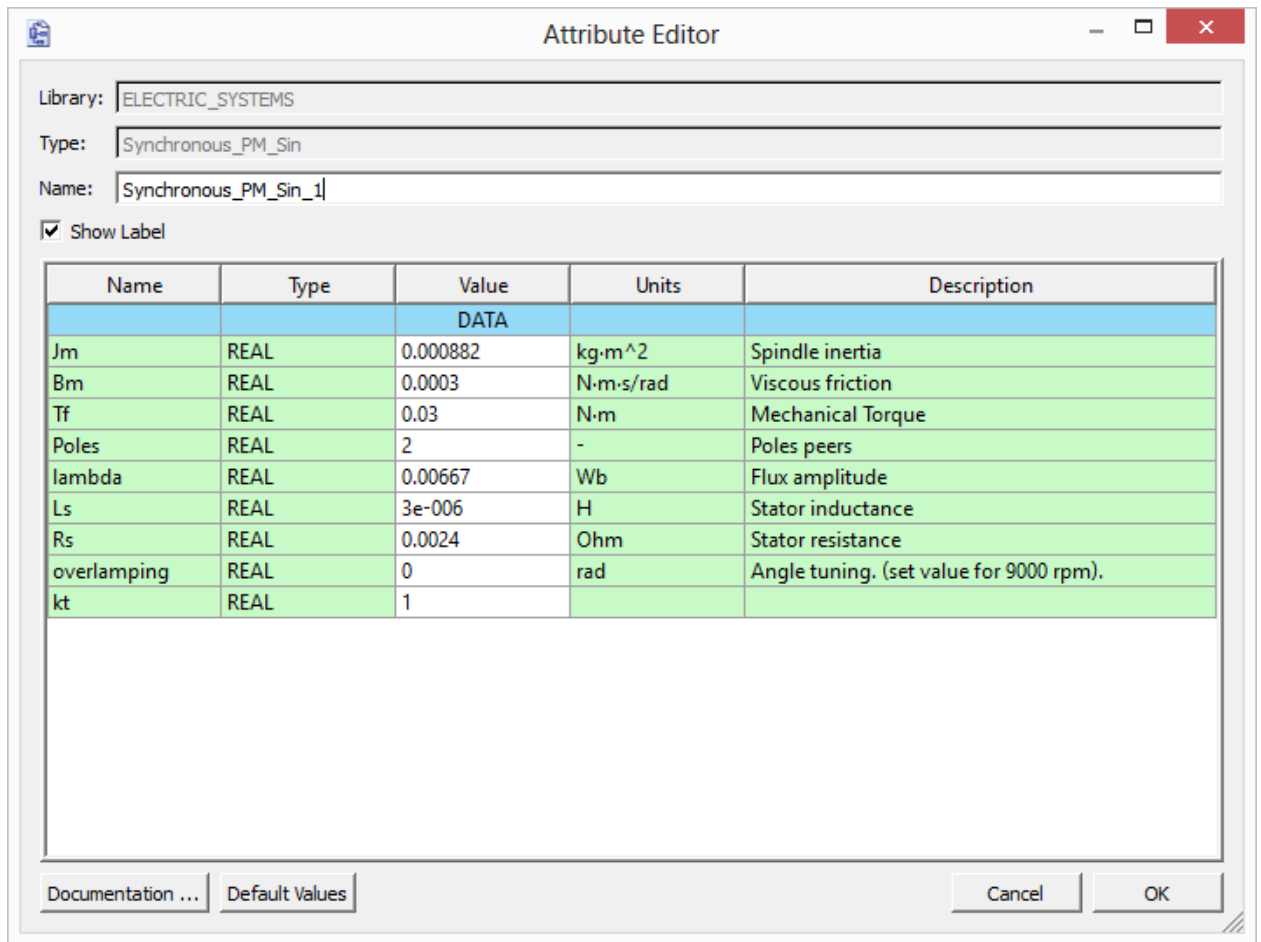 Attribute Editor
Library: ELECTRIC_SYSTEMS
Type: Synchronous_PM_Sin
Name: Synchronous_PM_Sin_1
Show Label
Name Type Value Units Description
DATA
Jm REAL 0.000882 kg·m^2 Spindle inertia
Bm REAL 0.0003 N·m·s/rad Viscous friction
Tf REAL 0.03 N·m Mechanical Torque
Poles REAL 2 - Poles peers
lambda REAL 0.00667 Wb Flux amplitude
Ls REAL 3e-006 H Stator inductance
Rs REAL 0.0024 Ohm Stator resistance
overlamping REAL 0 rad Angle tuning. (set value for 9000 rpm).
kt REAL 1
Documentation ... Default Values Cancel OK